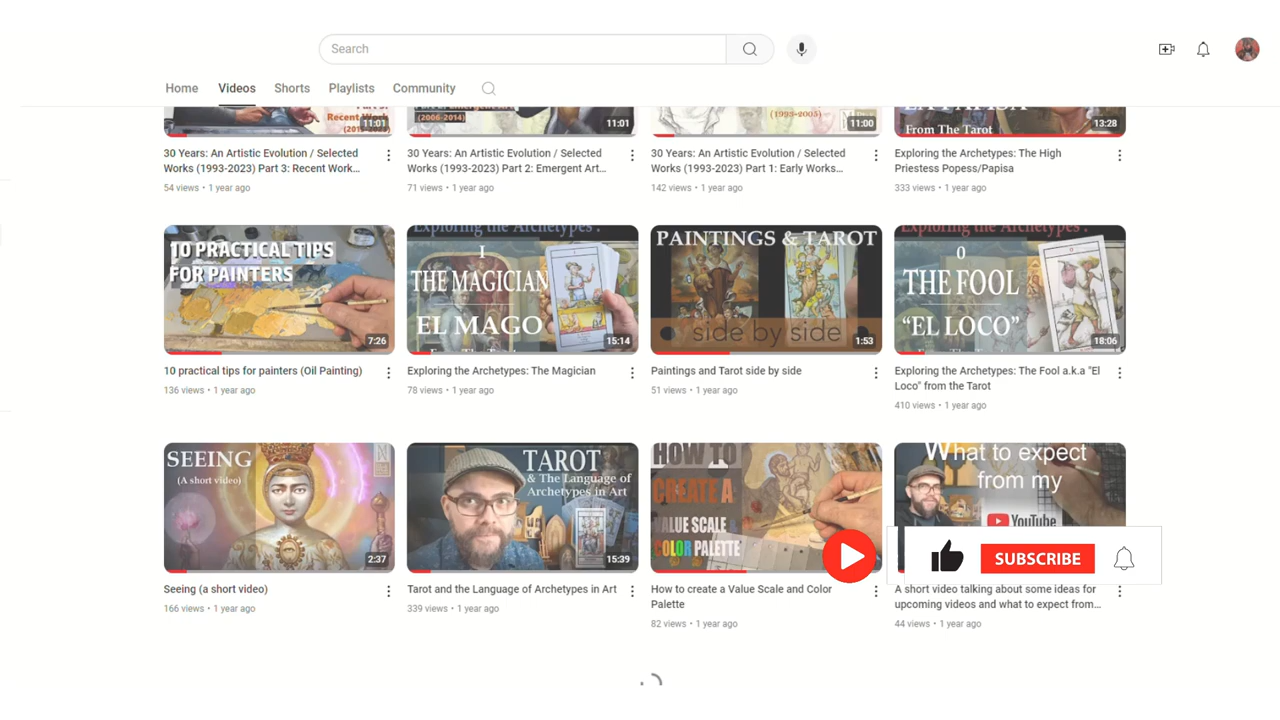 Search
Home Videos Shorts Playlists Community
Recent Work
11:01
(2006-2014)
11:01
(1993-2005)
11:00
From The Tarot
13:28
30 Years: An Artistic Evolution / Selected
Works (1993-2023) Part 3: Recent Work...
54 views • 1 year ago
30 Years: An Artistic Evolution / Selected
Works (1993-2023) Part 2: Emergent Art...
71 views • 1 year ago
30 Years: An Artistic Evolution / Selected
Works (1993-2023) Part 1: Early Works...
142 views • 1 year ago
Exploring the Archetypes: The High
Priestess Popess/Papisa
333 views • 1 year ago
10 PRACTICAL TIPS
FOR PAINTERS
7:26
Exploring the Archetypes:
I
THE MAGICIAN
EL MAGO
15:14
PAINTINGS & TAROT
side by side
1:53
Exploring the Archetypes:
0
THE FOOL
"EL LOCO"
18:06
10 practical tips for painters (Oil Painting)
136 views • 1 year ago
Exploring the Archetypes: The Magician
78 views • 1 year ago
Paintings and Tarot side by side
51 views • 1 year ago
Exploring the Archetypes: The Fool a.k.a "El
Loco" from the Tarot
410 views • 1 year ago
SEEING
(A short video)
2:37
TAROT
& The Language of
Archetypes in Art
15:39
HOW TO
CREATE A
VALUE SCALE &
COLOR PALETTE
What to expect
from my
YouTube
SUBSCRIBE
Seeing (a short video)
166 views • 1 year ago
Tarot and the Language of Archetypes in Art
339 views • 1 year ago
How to create a Value Scale and Color
Palette
82 views • 1 year ago
A short video talking about some ideas for
upcoming videos and what to expect from...
44 views • 1 year ago